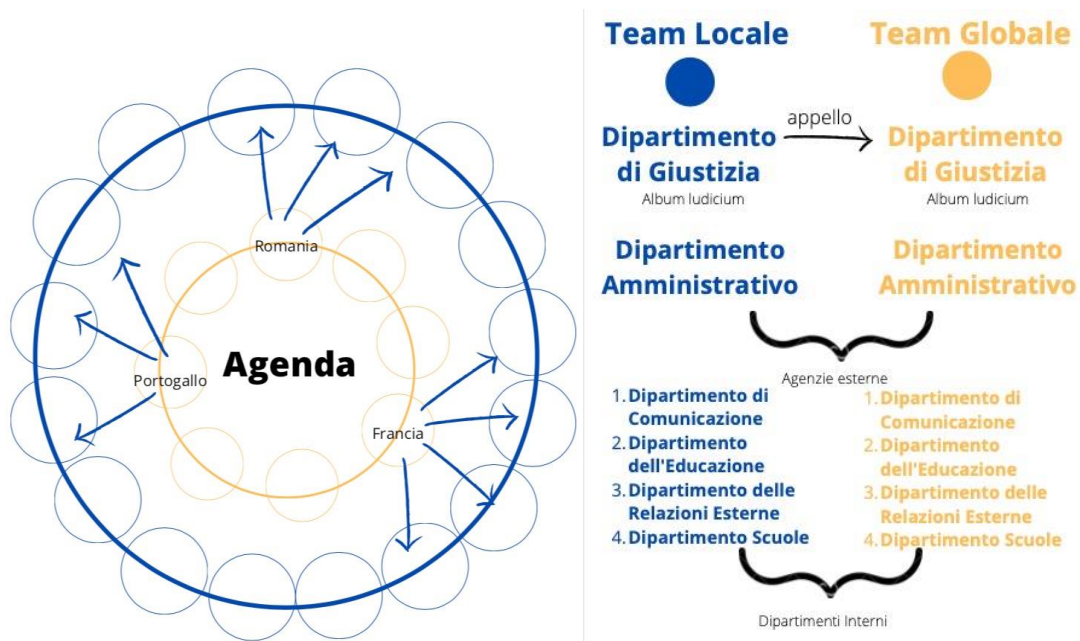 Romania
Agenda
Portogallo
Francia
Team Locale
Team Globale
appello
Dipartimento
di Giustizia
Album Iudicium
Dipartimento
di Giustizia
Album Iudicium
Dipartimento
Amministrativo
Dipartimento
Amministrativo
Agenzie esterne
1. Dipartimento di
Comunicazione
2. Dipartimento
dell'Educazione
3. Dipartimento delle
Relazioni Esterne
4. Dipartimento Scuole
1. Dipartimento di
Comunicazione
2. Dipartimento
dell'Educazione
3. Dipartimento delle
Relazioni Esterne
4. Dipartimento Scuole
Dipartimenti Interni